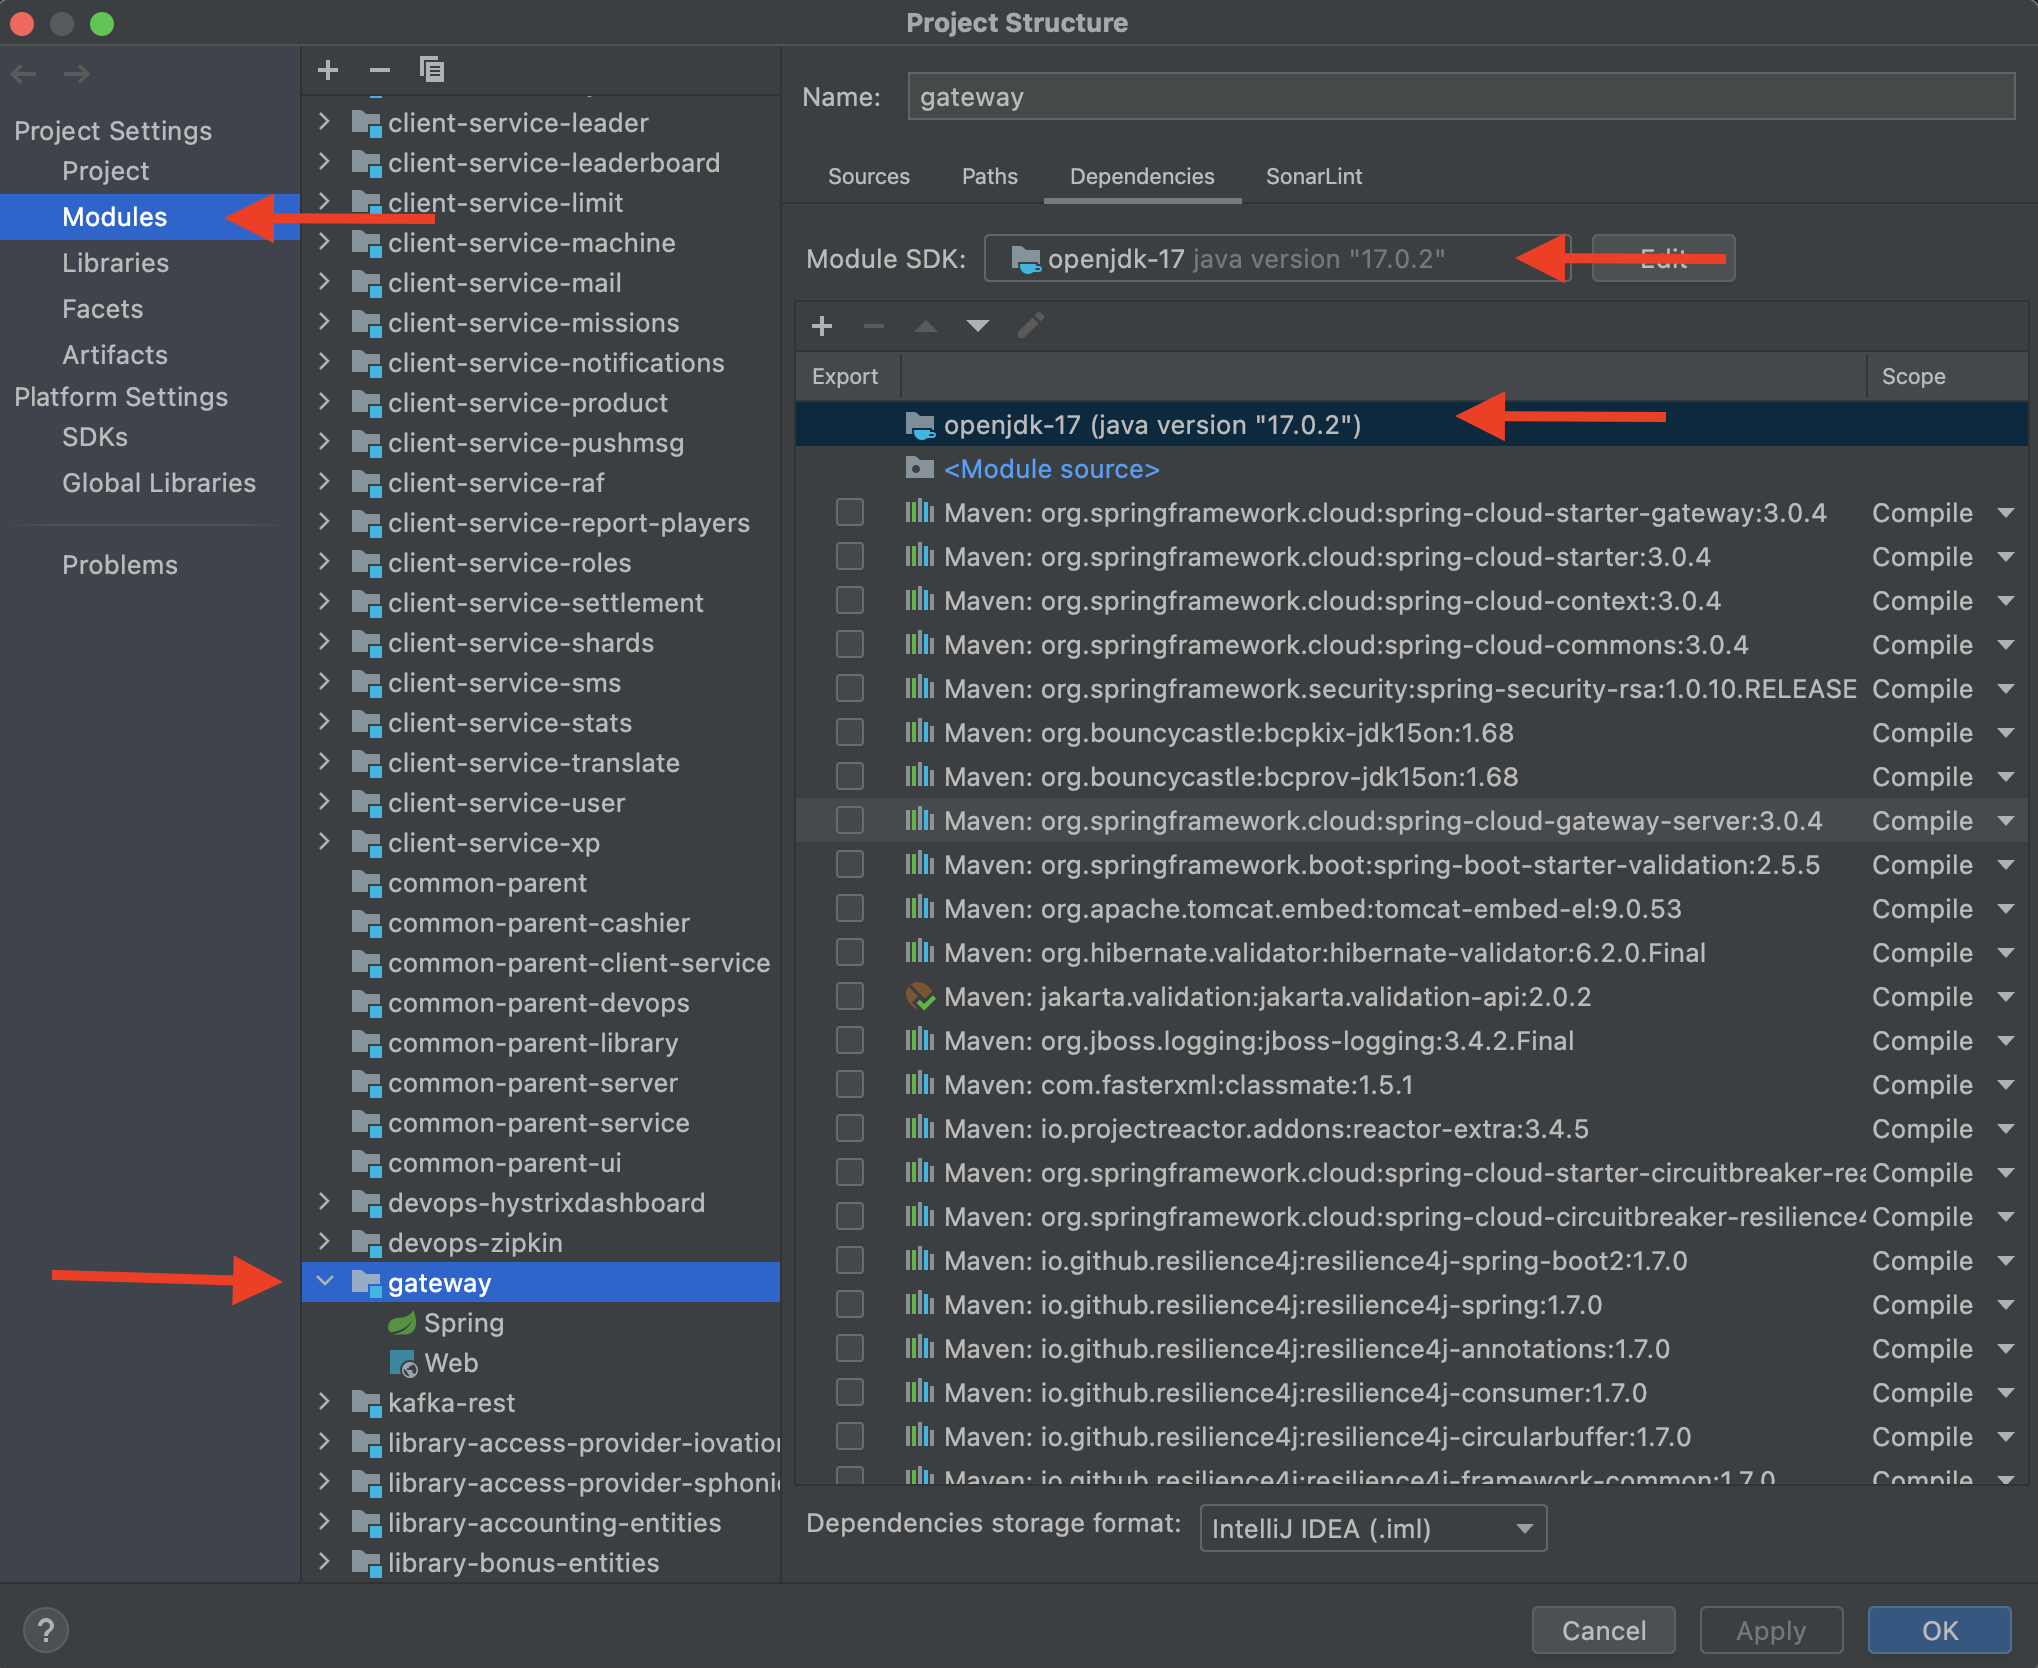 Project Structure
Project Settings
Project
Modules
Libraries
Facets
Artifacts
Platform Settings
SDKs
Global Libraries
Problems
client-service-leader
client-service-leaderboard
client-service-limit
client-service-machine
client-service-mail
client-service-missions
client-service-notifications
client-service-product
client-service-pushmsg
client-service-raf
client-service-report-players
client-service-roles
client-service-settlement
client-service-shards
client-service-sms
client-service-stats
client-service-translate
client-service-user
client-service-xp
common-parent
common-parent-cashier
common-parent-client-service
common-parent-devops
common-parent-library
common-parent-server
common-parent-service
common-parent-ui
devops-hystrixdashboard
devops-zipkin
gateway
Spring
Web
kafka-rest
library-access-provider-iovation
library-access-provider-sphoni
library-accounting-entities
library-bonus-entities
Name: gateway
Sources Paths Dependencies SonarLint
Module SDK: openjdk-17 java version "17.0.2" Edit
Export Scope
openjdk-17 (java version "17.0.2")
<Module source>
Maven: org.springframework.cloud:spring-cloud-starter-gateway:3.0.4 Compile
Maven: org.springframework.cloud:spring-cloud-starter:3.0.4 Compile
Maven: org.springframework.cloud:spring-cloud-context:3.0.4 Compile
Maven: org.springframework.cloud:spring-cloud-commons:3.0.4 Compile
Maven: org.springframework.security:spring-security-rsa:1.0.10.RELEASE Compile
Maven: org.bouncycastle:bcpkix-jdk15on:1.68 Compile
Maven: org.bouncycastle:bcprov-jdk15on:1.68 Compile
Maven: org.springframework.cloud:spring-cloud-gateway-server:3.0.4 Compile
Maven: org.springframework.boot:spring-boot-starter-validation:2.5.5 Compile
Maven: org.apache.tomcat.embed:tomcat-embed-el:9.0.53 Compile
Maven: org.hibernate.validator:hibernate-validator:6.2.0.Final Compile
Maven: jakarta.validation:jakarta.validation-api:2.0.2 Compile
Maven: org.jboss.logging:jboss-logging:3.4.2.Final Compile
Maven: com.fasterxml:classmate:1.5.1 Compile
Maven: io.projectreactor.addons:reactor-extra:3.4.5 Compile
Maven: org.springframework.cloud:spring-cloud-starter-circuitbreaker-rea Compile
Maven: org.springframework.cloud:spring-cloud-circuitbreaker-resilience4 Compile
Maven: io.github.resilience4j:resilience4j-spring-boot2:1.7.0 Compile
Maven: io.github.resilience4j:resilience4j-spring:1.7.0 Compile
Maven: io.github.resilience4j:resilience4j-annotations:1.7.0 Compile
Maven: io.github.resilience4j:resilience4j-consumer:1.7.0 Compile
Maven: io.github.resilience4j:resilience4j-circularbuffer:1.7.0 Compile
Maven: io.github.resilience4j:resilience4j-framework-common:1.7.0 Compile
Dependencies storage format: IntelliJ IDEA (.iml)
? Cancel Apply OK